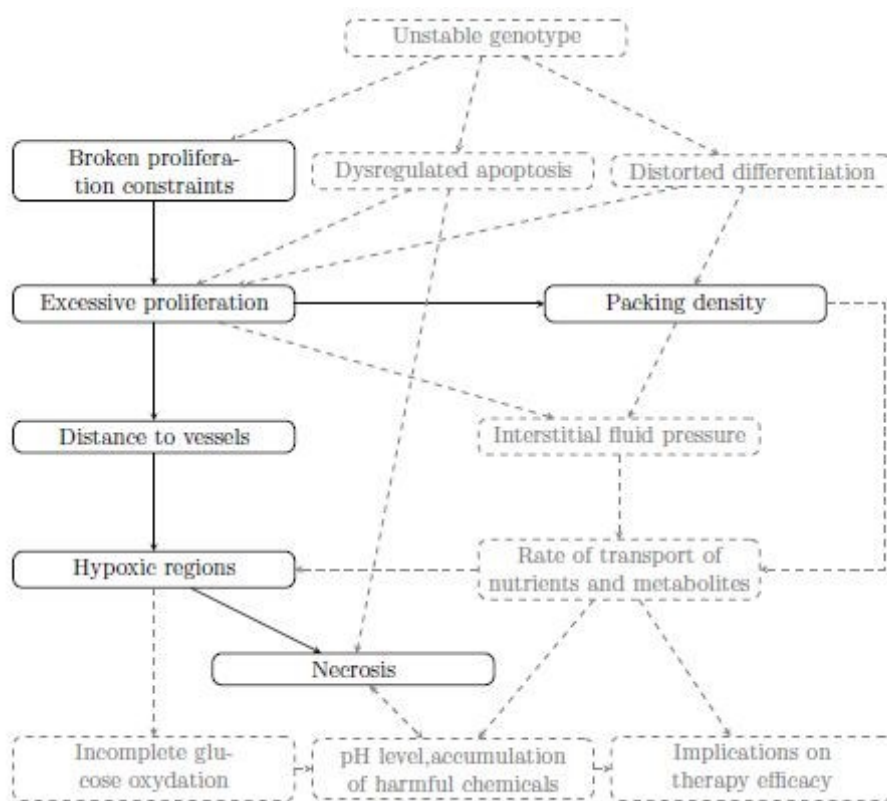 Unstable genotype
Broken prolifera-
tion constraints
Dysregulated apoptosis
Distorted differentiation
Excessive proliferation
Packing density
Distance to vessels
Interstitial fluid pressure
Hypoxic regions
Rate of transport of
nutrients and metabolites
Necrosis
Incomplete glu-
cose oxydation
pH level,accumulation
of harmful chemicals
Implications on
therapy efficacy